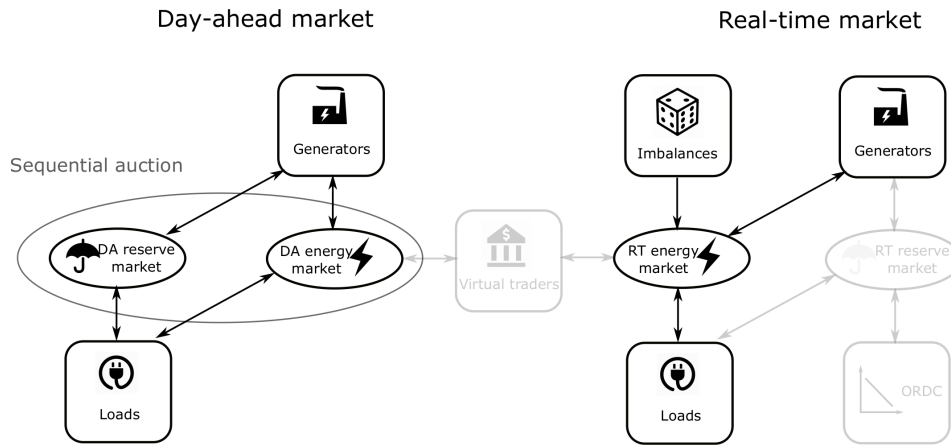 Day-ahead market
Real-time market
Generators
Imbalances
Generators
Sequential auction
DA reserve
market
DA energy
market
$
Virtual traders
RT energy
market
RT reserve
market
Loads
Loads
ORDC